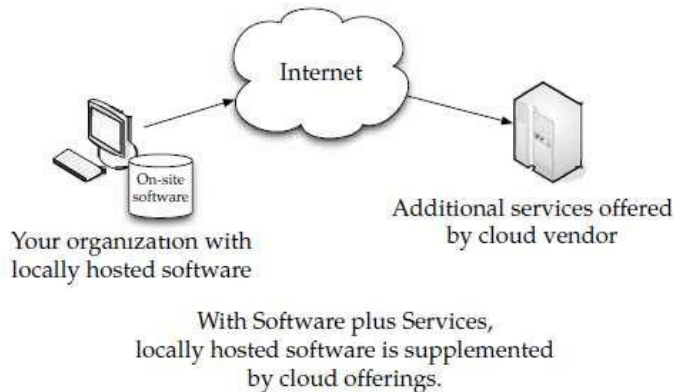 Internet
On-site
software
Your organization with
locally hosted software
Additional services offered
by cloud vendor
With Software plus Services,
locally hosted software is supplemented
by cloud offerings.